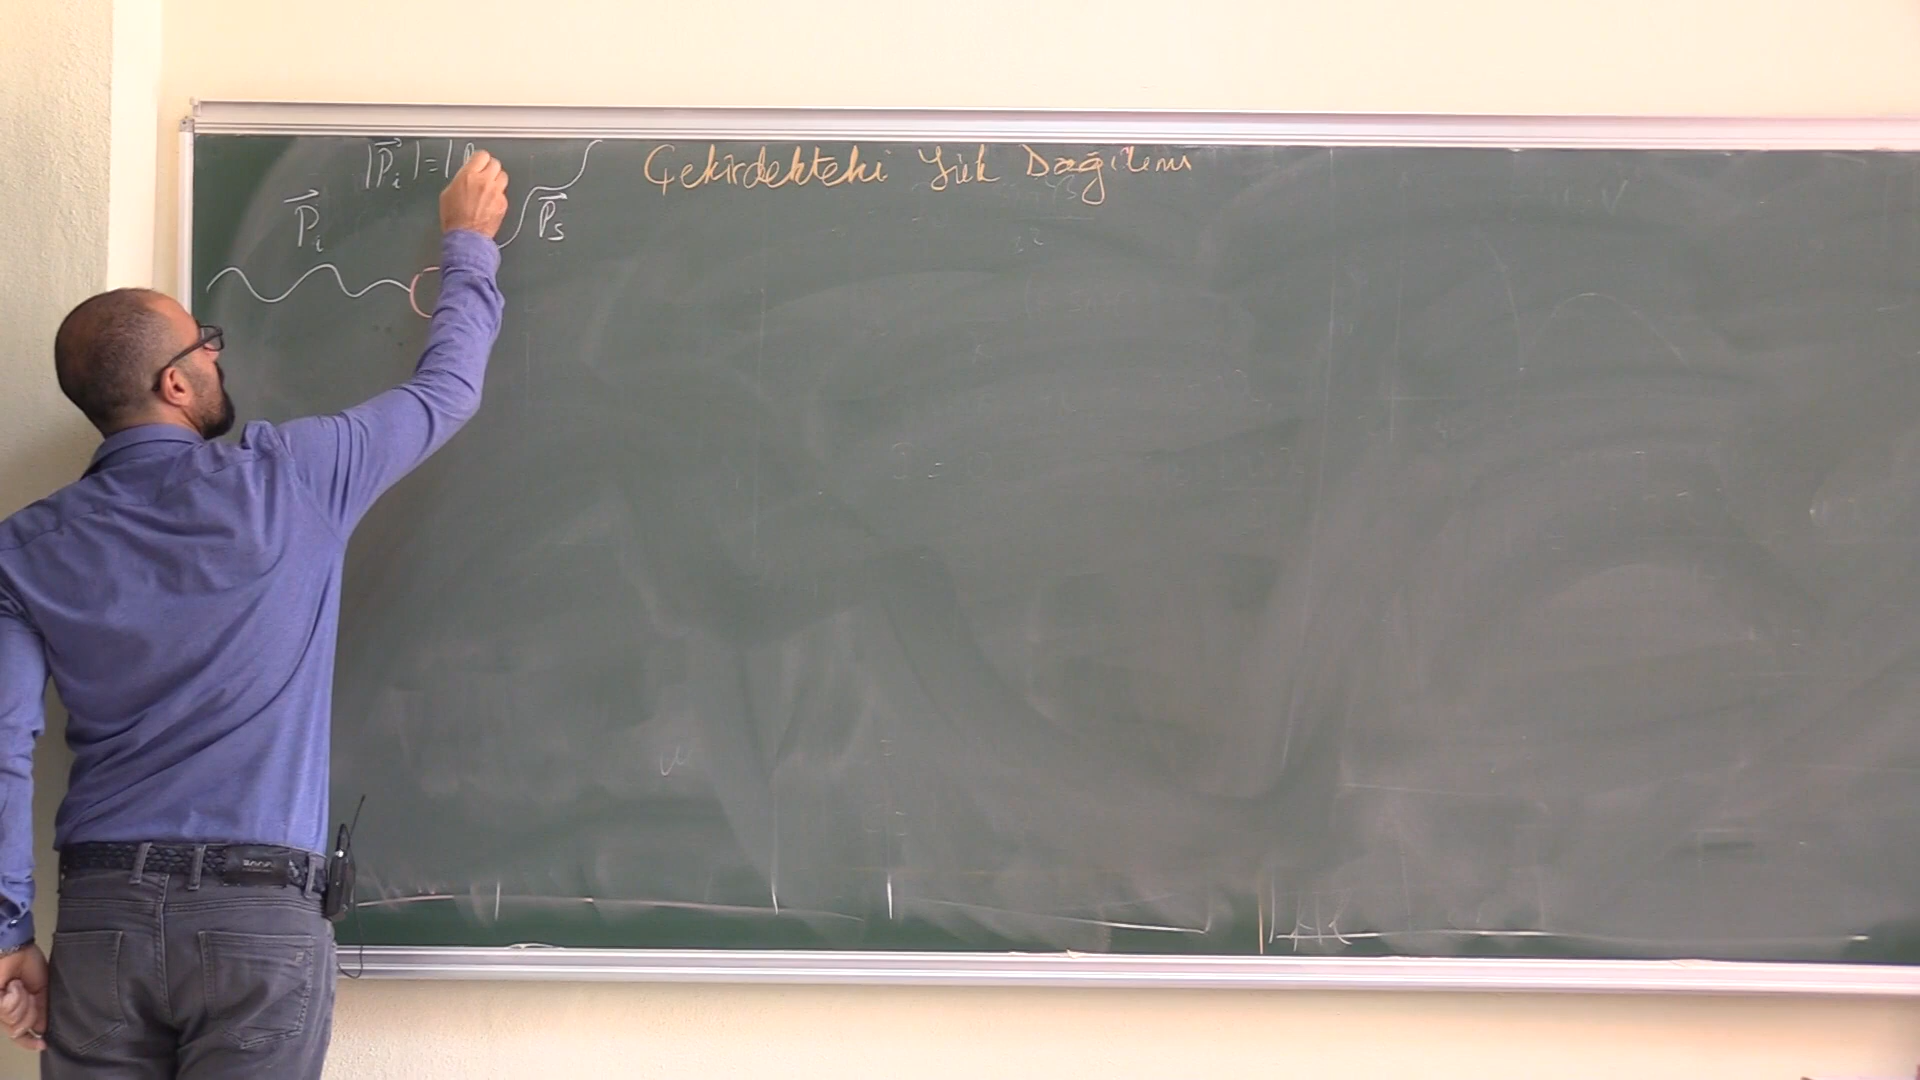 |P⃗ᵢ| = |P
Çekirdekteki Yük Dağılımı
P⃗ᵢ
P⃗ₛ